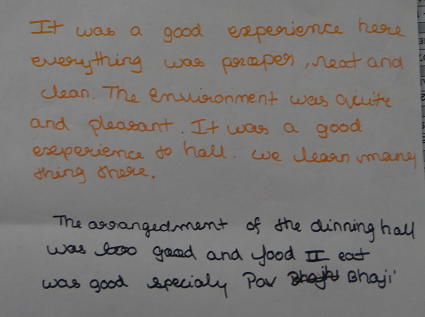 It was a good experience here
everything was proper, neat and
clean. The Environment was quite
and pleasant. It was a good
experience to hall. we learn many
thing there.
The arrangedment of the dinning hall
was too good and food II eat
was good specialy Pav Bhaji